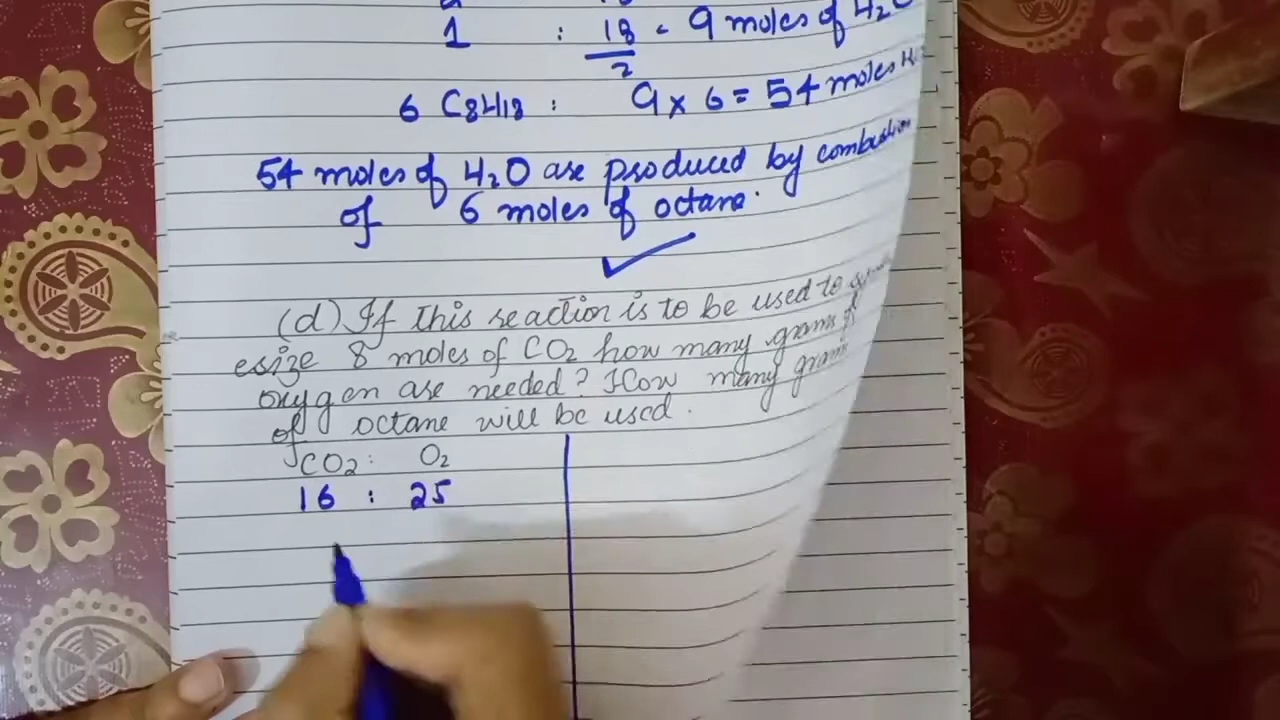 1 : 18 = 9 moles of H₂O
2
6 C8H18 : 9 x 6 = 54 moles H
54 moles of H₂O are produced by combustion
of 6 moles of octane.
(d) If this reaction is to be used to
esize 8 moles of CO₂ how many grams of
oxygen are needed? How many grams
of octane will be used.
CO₂ : O₂
16 : 25